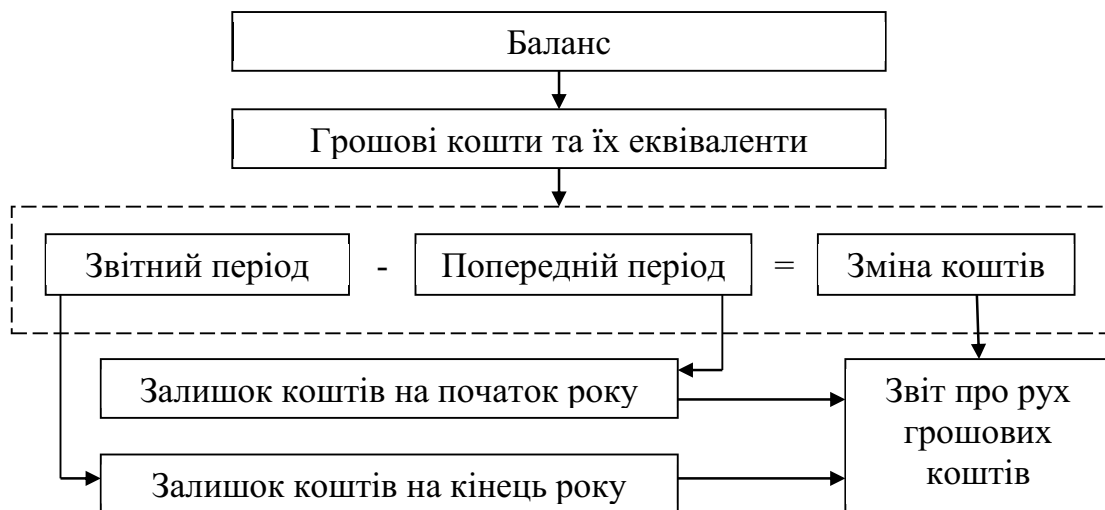 Баланс
Грошові кошти та їх еквіваленти
Звітний період - Попередній період = Зміна коштів
Залишок коштів на початок року
Залишок коштів на кінець року
Звіт про рух
грошових
коштів